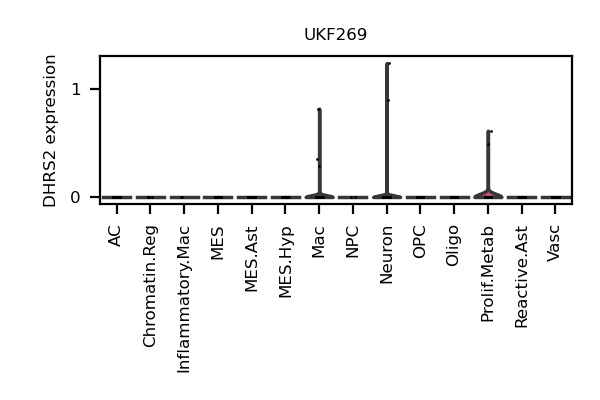 UKF269
DHRS2 expression
1
0
AC
Chromatin.Reg
Inflammatory.Mac
MES
MES.Ast
MES.Hyp
Mac
NPC
Neuron
OPC
Oligo
Prolif.Metab
Reactive.Ast
Vasc